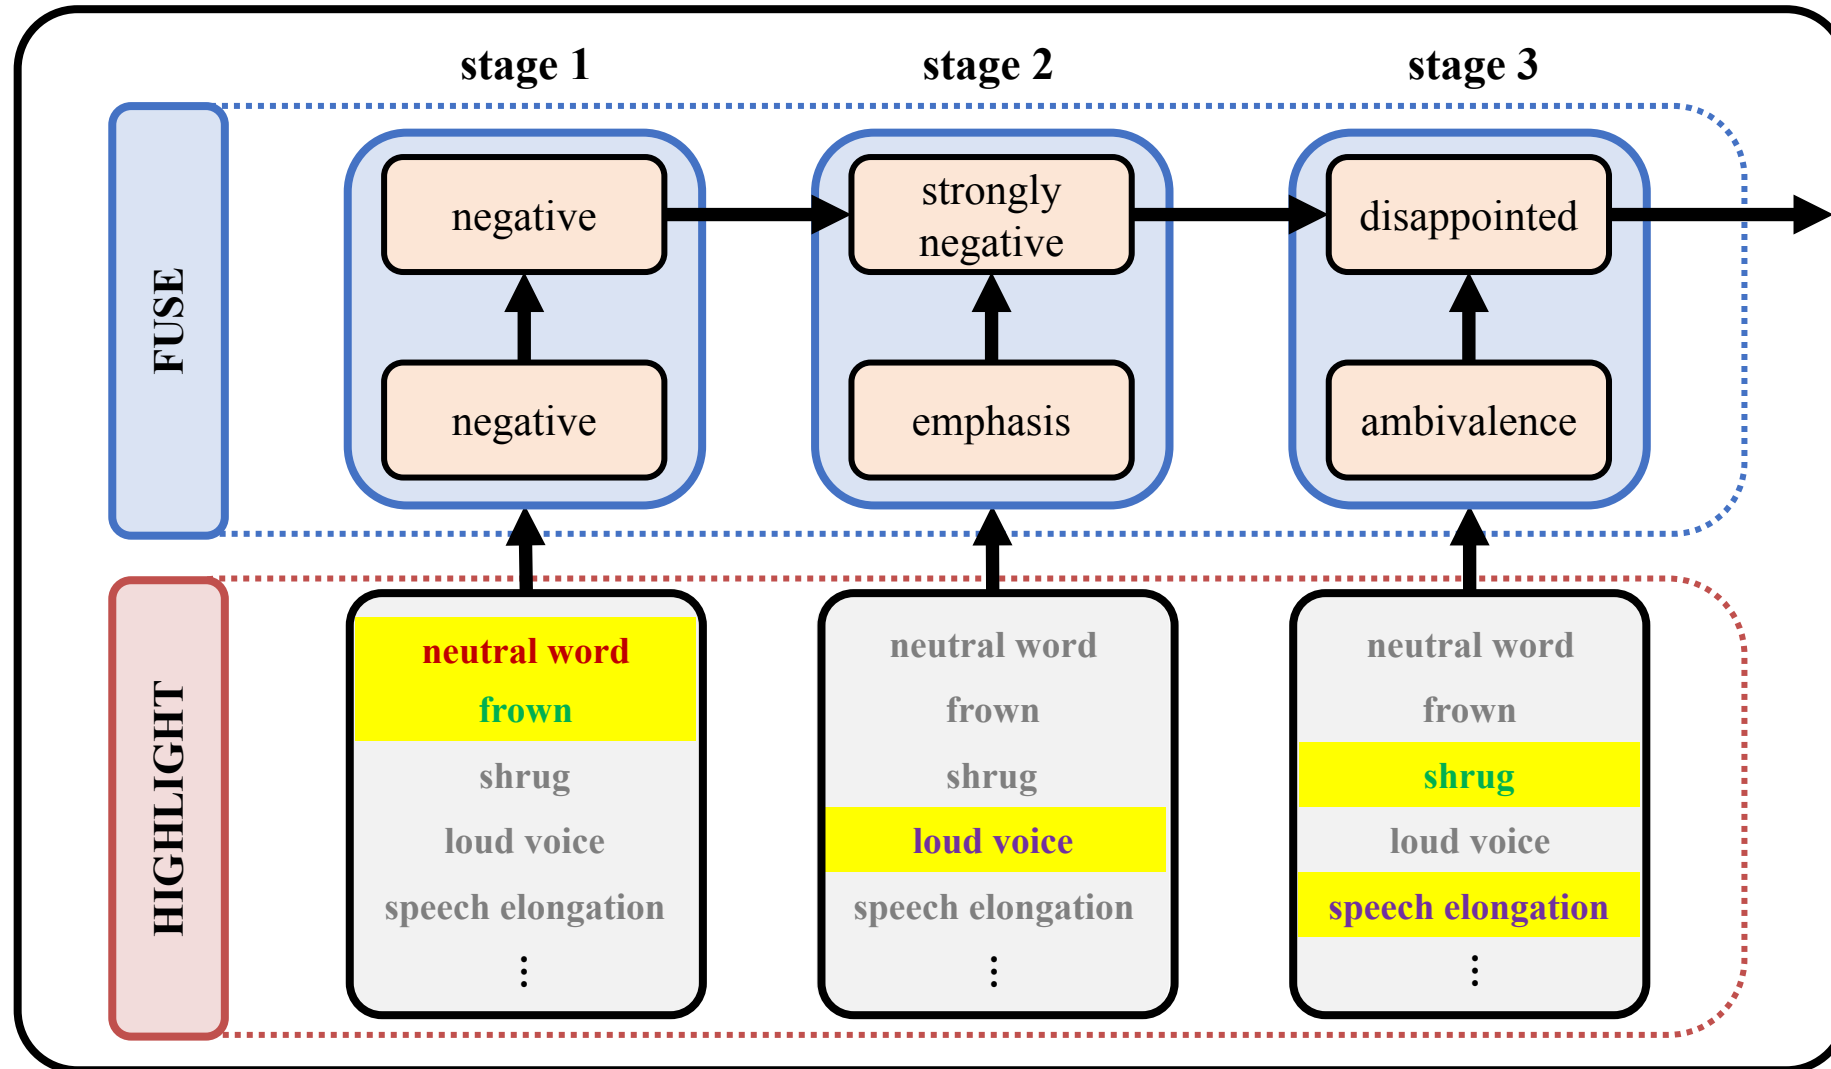 stage 1
stage 2
stage 3
FUSE
negative
strongly
negative
disappointed
negative
emphasis
ambivalence
HIGHLIGHT
neutral word
frown
shrug
loud voice
speech elongation
⋮
neutral word
frown
shrug
loud voice
speech elongation
⋮
neutral word
frown
shrug
loud voice
speech elongation
⋮